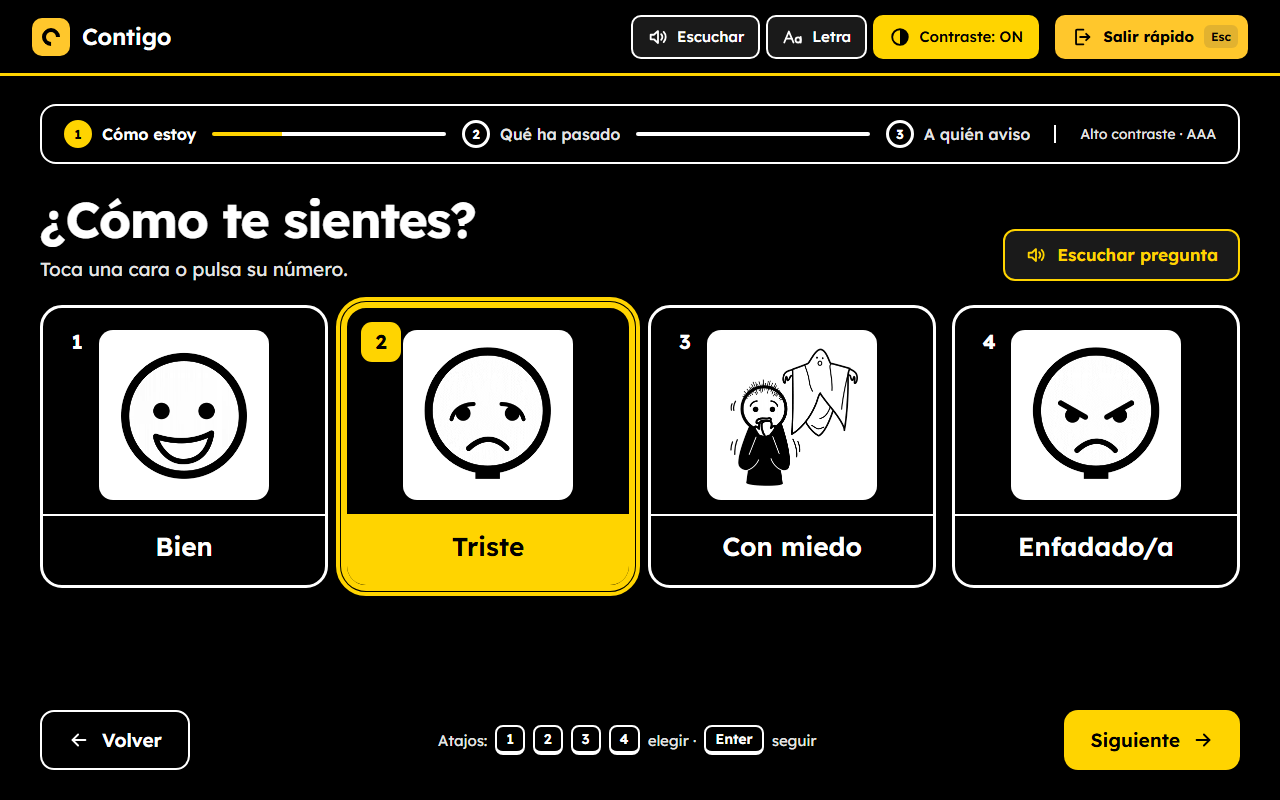 Contigo
Escuchar
Aa Letra
Contraste: ON
Salir rápido Esc
1 Cómo estoy
2 Qué ha pasado
3 A quién aviso
Alto contraste · AAA
¿Cómo te sientes?
Toca una cara o pulsa su número.
Escuchar pregunta
1
Bien
2
Triste
3
Con miedo
4
Enfadado/a
← Volver
Atajos: 1 2 3 4 elegir · Enter seguir
Siguiente →